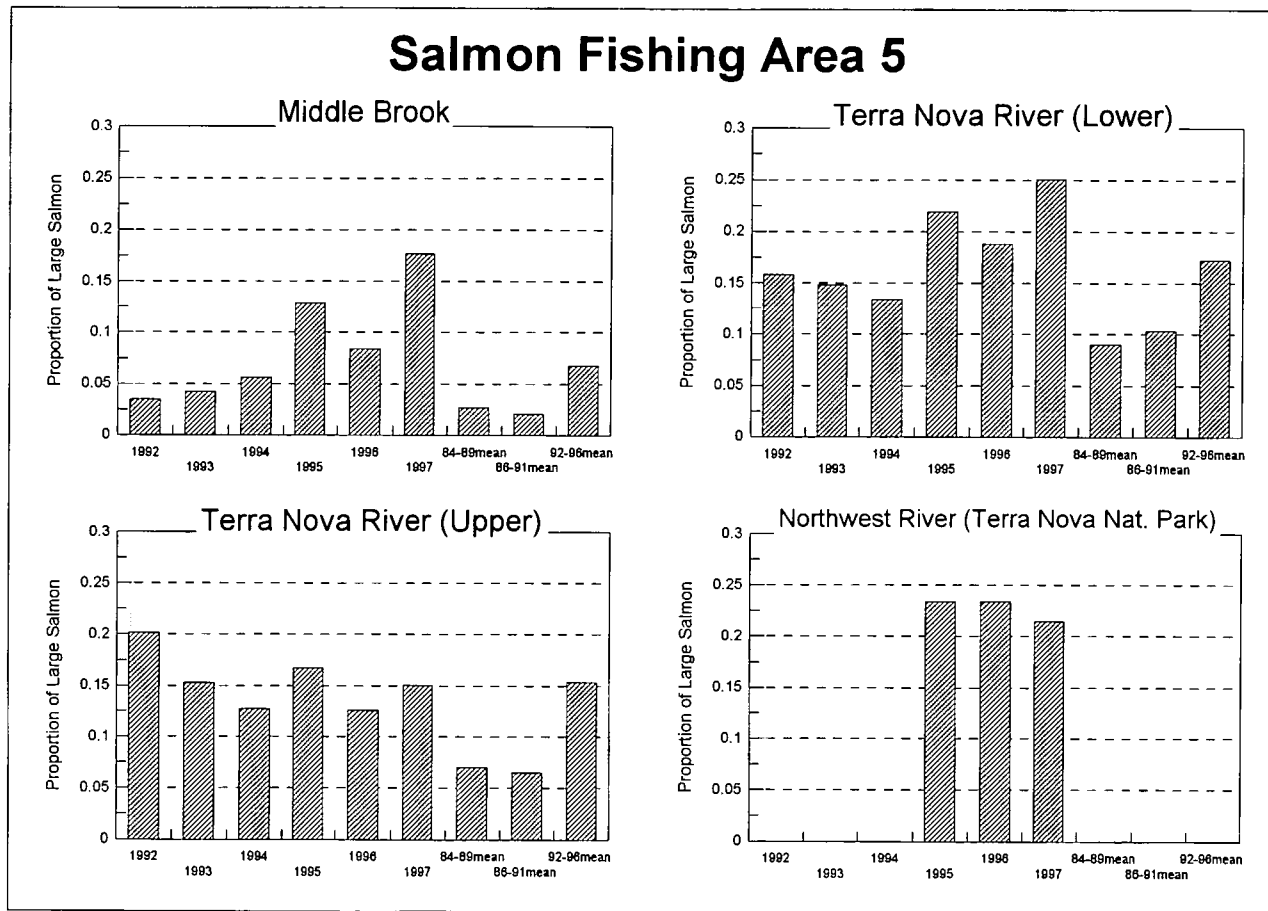 Salmon Fishing Area 5
Middle Brook
Proportion of Large Salmon
0.3
0.25
0.2
0.15
0.1
0.05
0
1992 1994 1996 84-89mean 92-96mean
1993 1995 1997 86-91mean
Terra Nova River (Lower)
Proportion of Large Salmon
0.3
0.25
0.2
0.15
0.1
0.05
0
1992 1994 1996 84-89mean 92-96mean
1993 1995 1997 86-91mean
Terra Nova River (Upper)
Proportion of Large Salmon
0.3
0.25
0.2
0.15
0.1
0.05
0
1992 1994 1996 84-89mean 92-96mean
1993 1995 1997 86-91mean
Northwest River (Terra Nova Nat. Park)
Proportion of Large Salmon
0.3
0.25
0.2
0.15
0.1
0.05
0
1992 1994 1996 84-89mean 92-96mean
1993 1995 1997 86-91mean